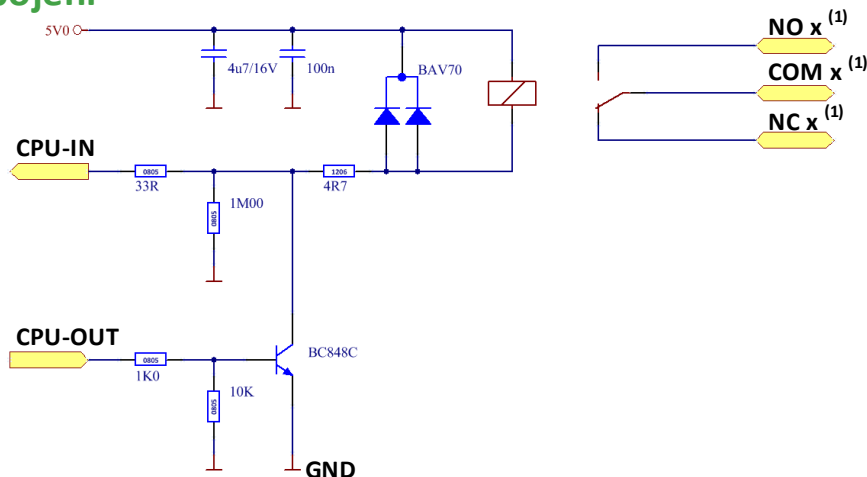 5V0
4u7/16V
100n
BAV70
NO x (1)
COM x (1)
NC x (1)
CPU-IN
0805
33R
1206
4R7
1M00
0805
CPU-OUT
0805
1K0
BC848C
10K
0805
GND